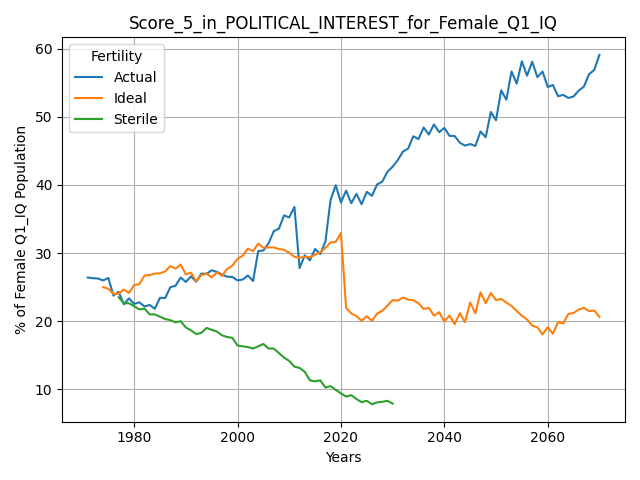 Score_5_in_POLITICAL_INTEREST_for_Female_Q1_IQ
Fertility
Actual
Ideal
Sterile
% of Female Q1_IQ Population
60
50
40
30
20
10
1980 2000 2020 2040 2060
Years